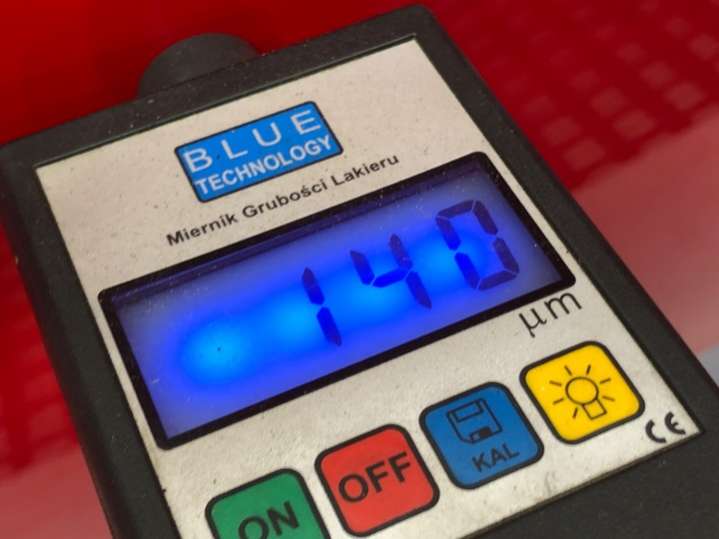 BLUE
TECHNOLOGY
Miernik Grubości Lakieru
140
µm
ON
OFF
KAL
CE